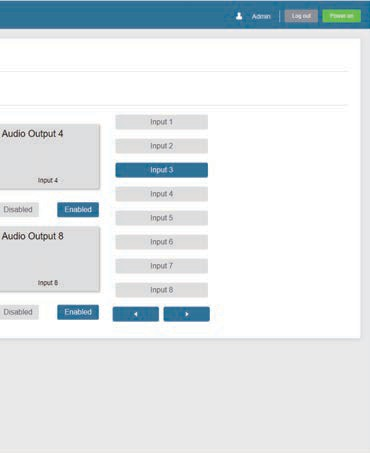 Admin
Log out
Power on
Audio Output 4
Input 4
Disabled
Enabled
Audio Output 8
Input 8
Disabled
Enabled
Input 1
Input 2
Input 3
Input 4
Input 5
Input 6
Input 7
Input 8